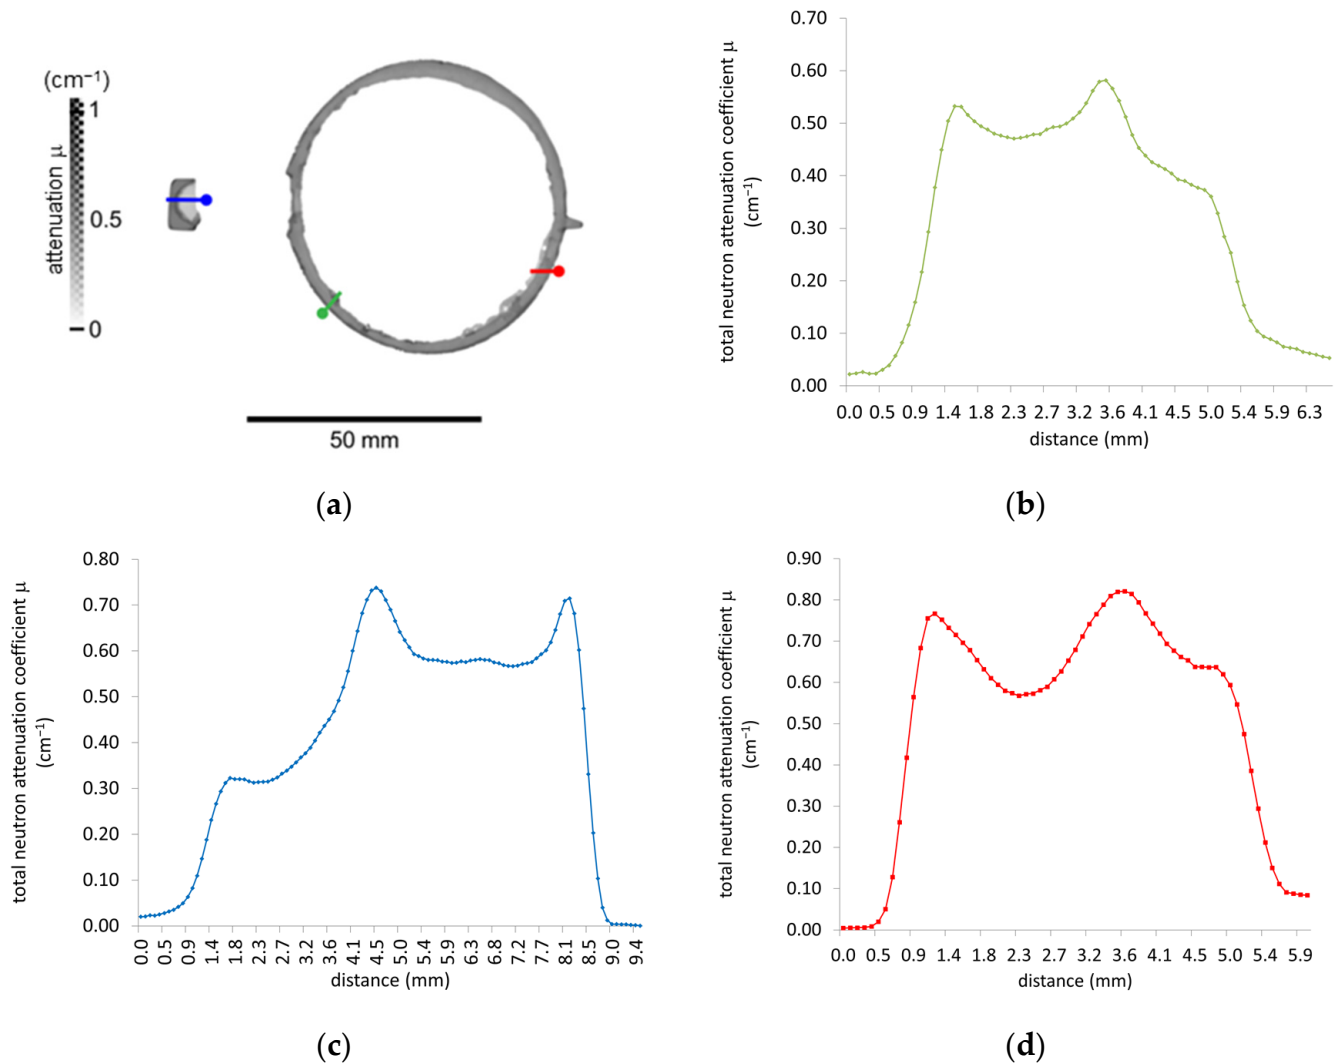 (cm⁻¹)
1
0.5
0
attenuation μ
50 mm
(a)
total neutron attenuation coefficient μ
(cm⁻¹)
0.70
0.60
0.50
0.40
0.30
0.20
0.10
0.00
0.0 0.5 0.9 1.4 1.8 2.3 2.7 3.2 3.6 4.1 4.5 5.0 5.4 5.9 6.3
distance (mm)
(b)
total neutron attenuation coefficient μ
(cm⁻¹)
0.80
0.70
0.60
0.50
0.40
0.30
0.20
0.10
0.00
0.0 0.5 0.9 1.4 1.8 2.3 2.7 3.2 3.6 4.1 4.5 5.0 5.4 5.9 6.3 6.8 7.2 7.7 8.1 8.5 9.0 9.4
distance (mm)
(c)
total neutron attenuation coefficient μ
(cm⁻¹)
0.90
0.80
0.70
0.60
0.50
0.40
0.30
0.20
0.10
0.00
0.0 0.5 0.9 1.4 1.8 2.3 2.7 3.2 3.6 4.1 4.5 5.0 5.4 5.9
distance (mm)
(d)